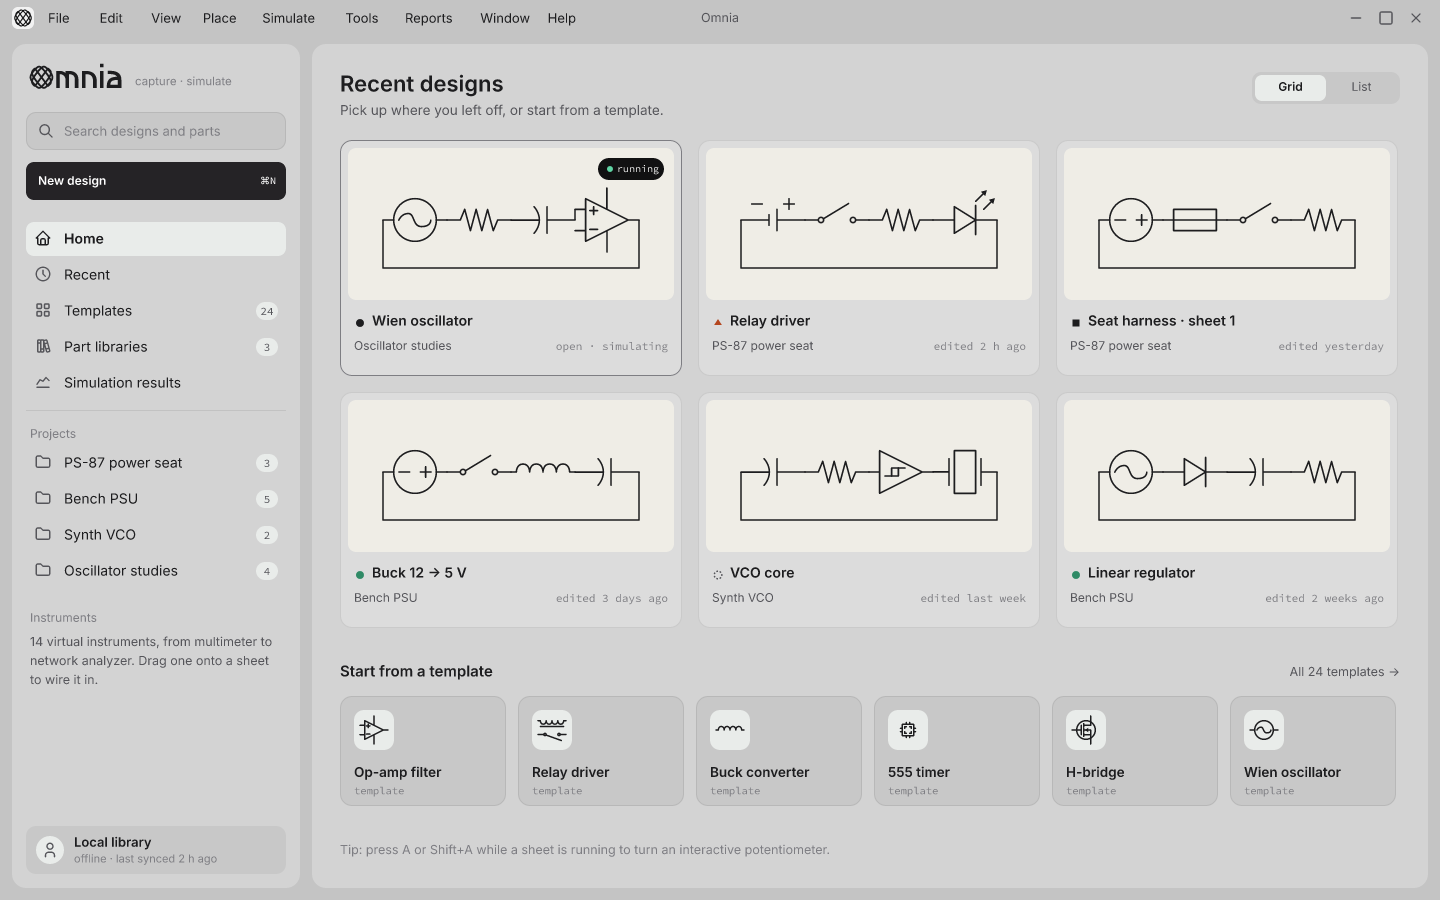 File Edit View Place Simulate Tools Reports Window Help
Omnia
Omnia capture · simulate
Search designs and parts
New design ⌘N
Home
Recent
Templates 24
Part libraries 3
Simulation results
Projects
PS-87 power seat 3
Bench PSU 5
Synth VCO 2
Oscillator studies 4
Instruments
14 virtual instruments, from multimeter to
network analyzer. Drag one onto a sheet
to wire it in.
Local library
offline · last synced 2 h ago
Recent designs
Pick up where you left off, or start from a template.
Grid List
running
Wien oscillator
Oscillator studies open · simulating
Relay driver
PS-87 power seat edited 2 h ago
Seat harness · sheet 1
PS-87 power seat edited yesterday
Buck 12 → 5 V
Bench PSU edited 3 days ago
VCO core
Synth VCO edited last week
Linear regulator
Bench PSU edited 2 weeks ago
Start from a template
All 24 templates →
Op-amp filter
template
Relay driver
template
Buck converter
template
555 timer
template
H-bridge
template
Wien oscillator
template
Tip: press A or Shift+A while a sheet is running to turn an interactive potentiometer.